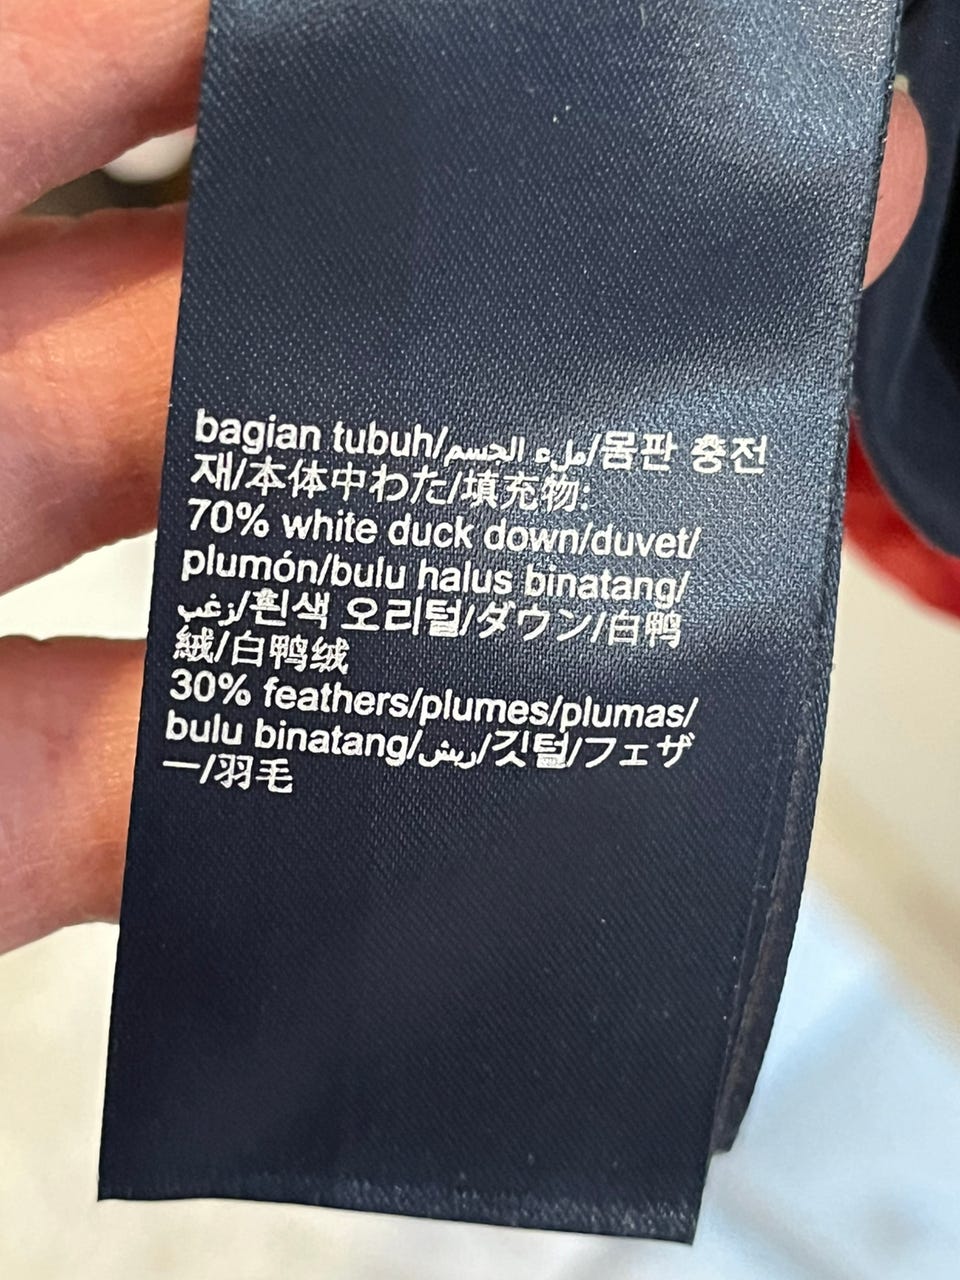 bagian tubuh/ملء الجسم/몸판 충전
재/本体中わた/填充物:
70% white duck down/duvet/
plumón/bulu halus binatang/
زغب/흰색 오리털/ダウン/白鸭
絨/白鸭绒
30% feathers/plumes/plumas/
bulu binatang/ريش/깃털/フェザ
ー/羽毛